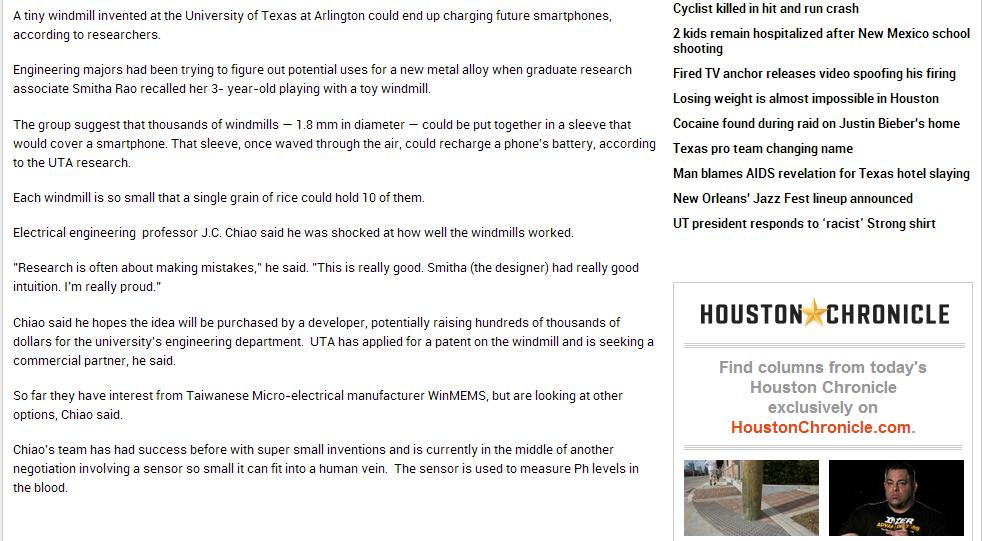 A tiny windmill invented at the University of Texas at Arlington could end up charging future smartphones,
according to researchers.
Engineering majors had been trying to figure out potential uses for a new metal alloy when graduate research
associate Smitha Rao recalled her 3- year-old playing with a toy windmill.
The group suggest that thousands of windmills — 1.8 mm in diameter — could be put together in a sleeve that
would cover a smartphone. That sleeve, once waved through the air, could recharge a phone's battery, according
to the UTA research.
Each windmill is so small that a single grain of rice could hold 10 of them.
Electrical engineering  professor J.C. Chiao said he was shocked at how well the windmills worked.
"Research is often about making mistakes," he said. "This is really good. Smitha (the designer) had really good
intuition. I'm really proud."
Chiao said he hopes the idea will be purchased by a developer, potentially raising hundreds of thousands of
dollars for the university's engineering department.  UTA has applied for a patent on the windmill and is seeking a
commercial partner, he said.
So far they have interest from Taiwanese Micro-electrical manufacturer WinMEMS, but are looking at other
options, Chiao said.
Chiao's team has had success before with super small inventions and is currently in the middle of another
negotiation involving a sensor so small it can fit into a human vein.  The sensor is used to measure Ph levels in
the blood.
Cyclist killed in hit and run crash
2 kids remain hospitalized after New Mexico school
shooting
Fired TV anchor releases video spoofing his firing
Losing weight is almost impossible in Houston
Cocaine found during raid on Justin Bieber's home
Texas pro team changing name
Man blames AIDS revelation for Texas hotel slaying
New Orleans' Jazz Fest lineup announced
UT president responds to ‘racist’ Strong shirt
HOUSTON CHRONICLE
Find columns from today's
Houston Chronicle
exclusively on
HoustonChronicle.com.